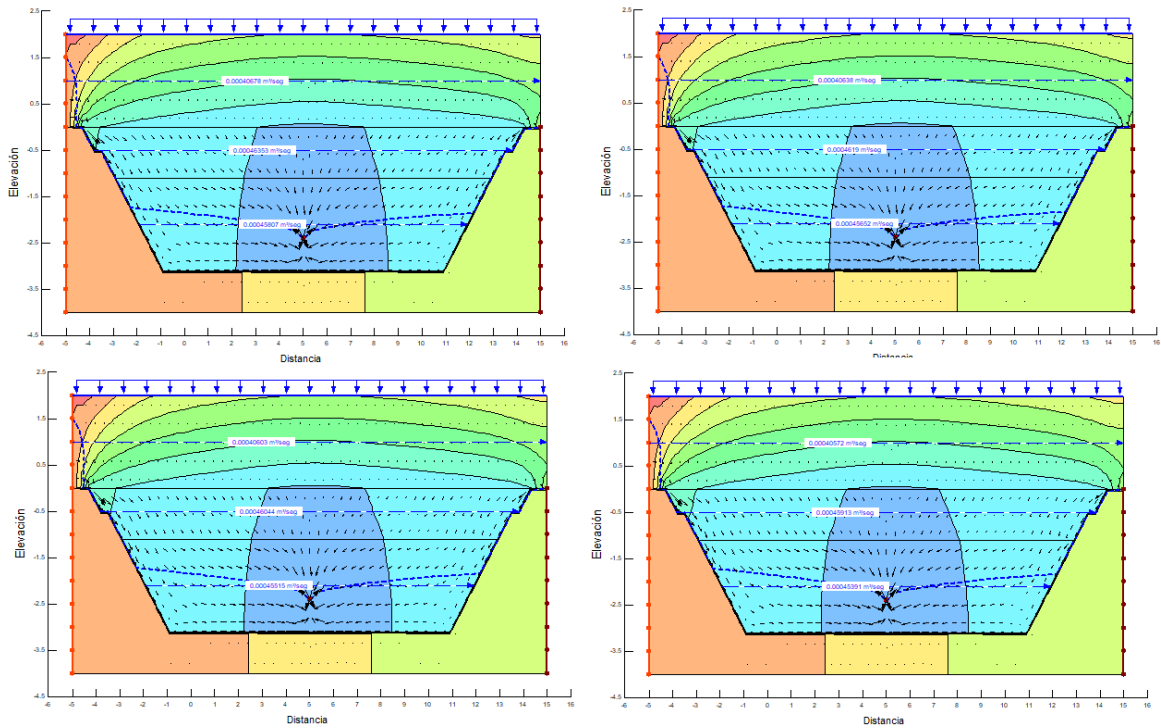 2.5
1.5
0.5
-0.5
-1.5
-2.5
-3.5
-4.5
Elevación
0.00040678 m³/seg
0.00046353 m³/seg
0.00045807 m³/seg
-6 -5 -4 -3 -2 -1 0 1 2 3 4 5 6 7 8 9 10 11 12 13 14 15 16
Distancia
2.5
1.5
0.5
-0.5
-1.5
-2.5
-3.5
-4.5
Elevación
0.00040638 m³/seg
0.0004619 m³/seg
0.00045652 m³/seg
-6 -5 -4 -3 -2 -1 0 1 2 3 4 5 6 7 8 9 10 11 12 13 14 15 16
Distancia
2.5
1.5
0.5
-0.5
-1.5
-2.5
-3.5
-4.5
Elevación
0.00040603 m³/seg
0.00046044 m³/seg
0.00045515 m³/seg
-6 -5 -4 -3 -2 -1 0 1 2 3 4 5 6 7 8 9 10 11 12 13 14 15 16
Distancia
2.5
1.5
0.5
-0.5
-1.5
-2.5
-3.5
-4.5
Elevación
0.00040572 m³/seg
0.00045913 m³/seg
0.00045391 m³/seg
-6 -5 -4 -3 -2 -1 0 1 2 3 4 5 6 7 8 9 10 11 12 13 14 15 16
Distancia